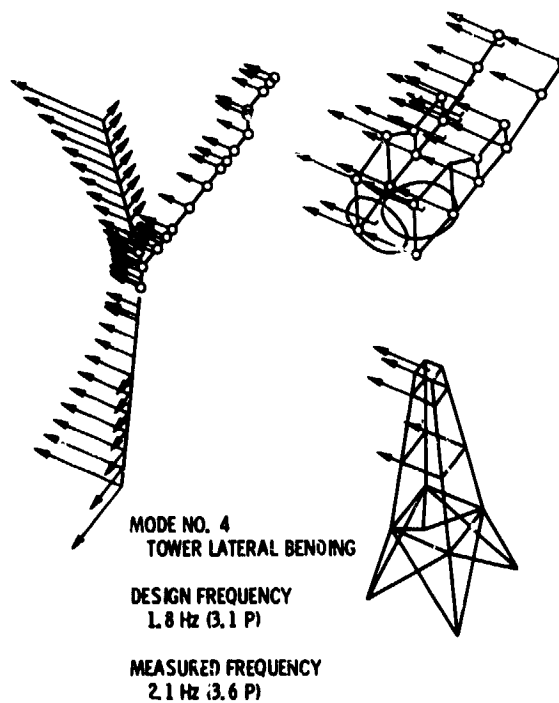 MODE NO. 4
TOWER LATERAL BENDING
DESIGN FREQUENCY
1.8 Hz (3.1 P)
MEASURED FREQUENCY
2.1 Hz (3.6 P)